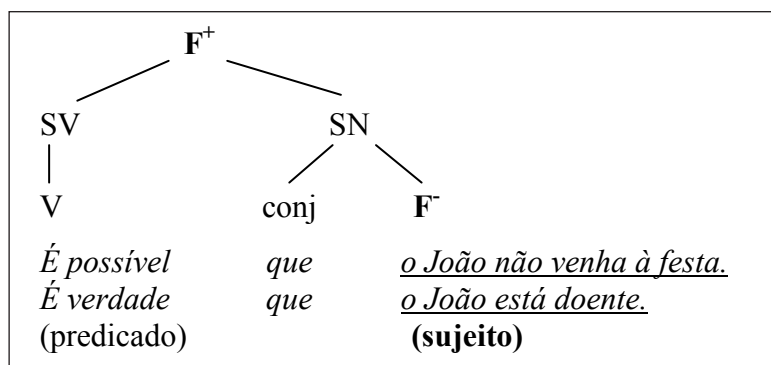 F⁺
SV SN
V conj F⁻
É possível que o João não venha à festa.
É verdade que o João está doente.
(predicado) (sujeito)